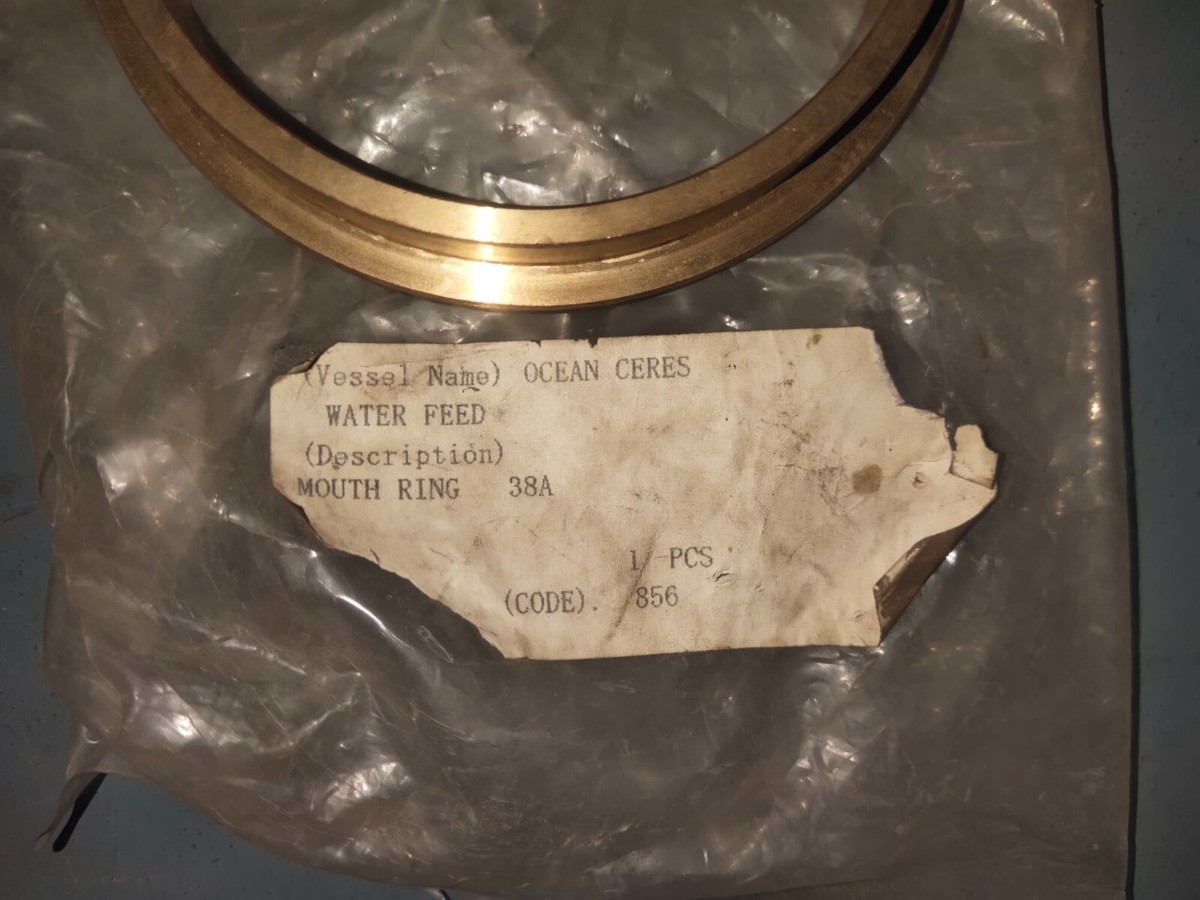 (Vessel Name) OCEAN CERES
WATER FEED
(Description)
MOUTH RING 38A
) 1 PCS
(CODE). 856